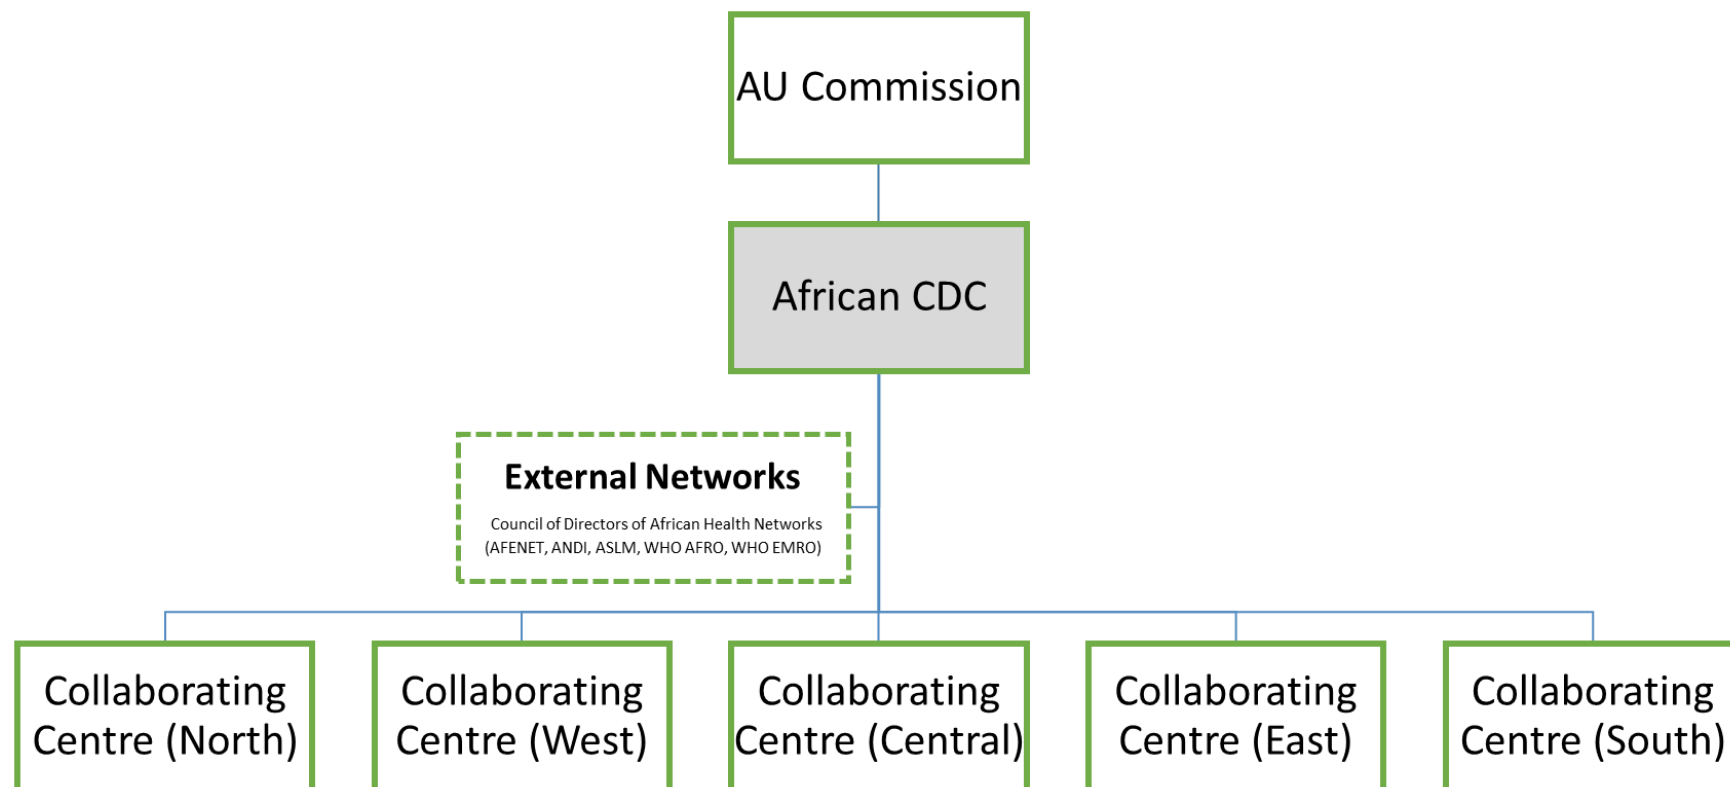 AU Commission
African CDC
External Networks
Council of Directors of African Health Networks
(AFENET, ANDI, ASLM, WHO AFRO, WHO EMRO)
Collaborating
Centre (North)
Collaborating
Centre (West)
Collaborating
Centre (Central)
Collaborating
Centre (East)
Collaborating
Centre (South)